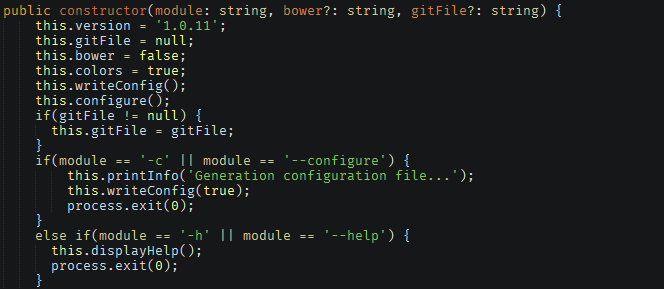 public constructor(module: string, bower?: string, gitFile?: string) {
this.version = '1.0.11';
this.gitFile = null;
this.bower = false;
this.colors = true;
this.writeConfig();
this.configure();
if(gitFile != null) {
this.gitFile = gitFile;
}
if(module == '-c' || module == '--configure') {
this.printInfo('Generation configuration file...');
this.writeConfig(true);
process.exit(0);
}
else if(module == '-h' || module == '--help') {
this.displayHelp();
process.exit(0);
}